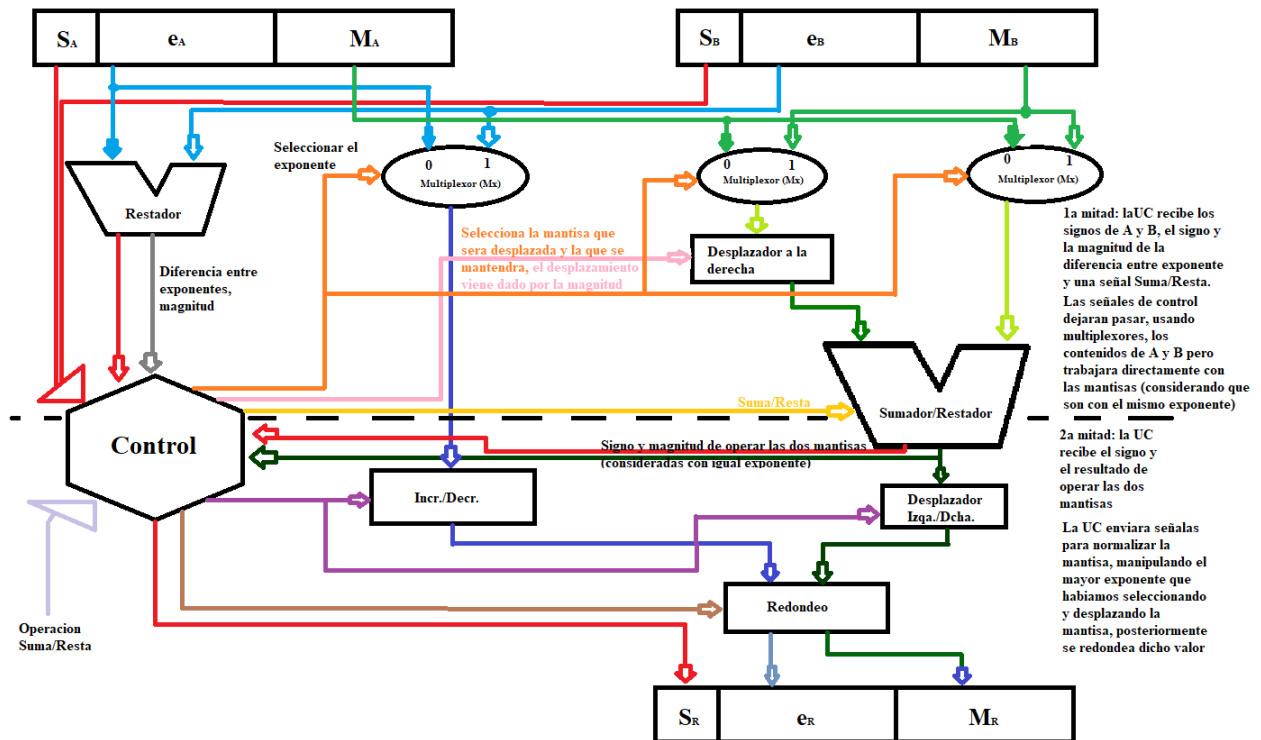 SA eA MA
SB eB MB
Seleccionar el
exponente
0 1
Multiplexor (Mx)
0 1
Multiplexor (Mx)
0 1
Multiplexor (Mx)
Restador
Selecciona la mantisa que
sera desplazada y la que se
mantendra, el desplazamiento
viene dado por la magnitud
Desplazador a la
derecha
Diferencia entre
exponentes,
magnitud
1a mitad: laUC recibe los
signos de A y B, el signo y
la magnitud de la
diferencia entre exponente
y una señal Suma/Resta.
Las señales de control
dejaran pasar, usando
multiplexores, los
contenidos de A y B pero
trabajara directamente con
las mantisas (considerando que
son con el mismo exponente)
Suma/Resta
Sumador/Restador
Control
Signo y magnitud de operar las dos mantisas
(consideradas con igual exponente)
2a mitad: la UC
recibe el signo y
el resultado de
operar las dos
mantisas
Incr./Decr.
Desplazador
Izqa./Dcha.
La UC enviara señalas
para normalizar la
mantisa, manipulando el
mayor exponente que
habiamos seleccionando
y desplazando la
mantisa, posteriormente
se redondea dicho valor
Redondeo
Operacion
Suma/Resta
SR eR MR